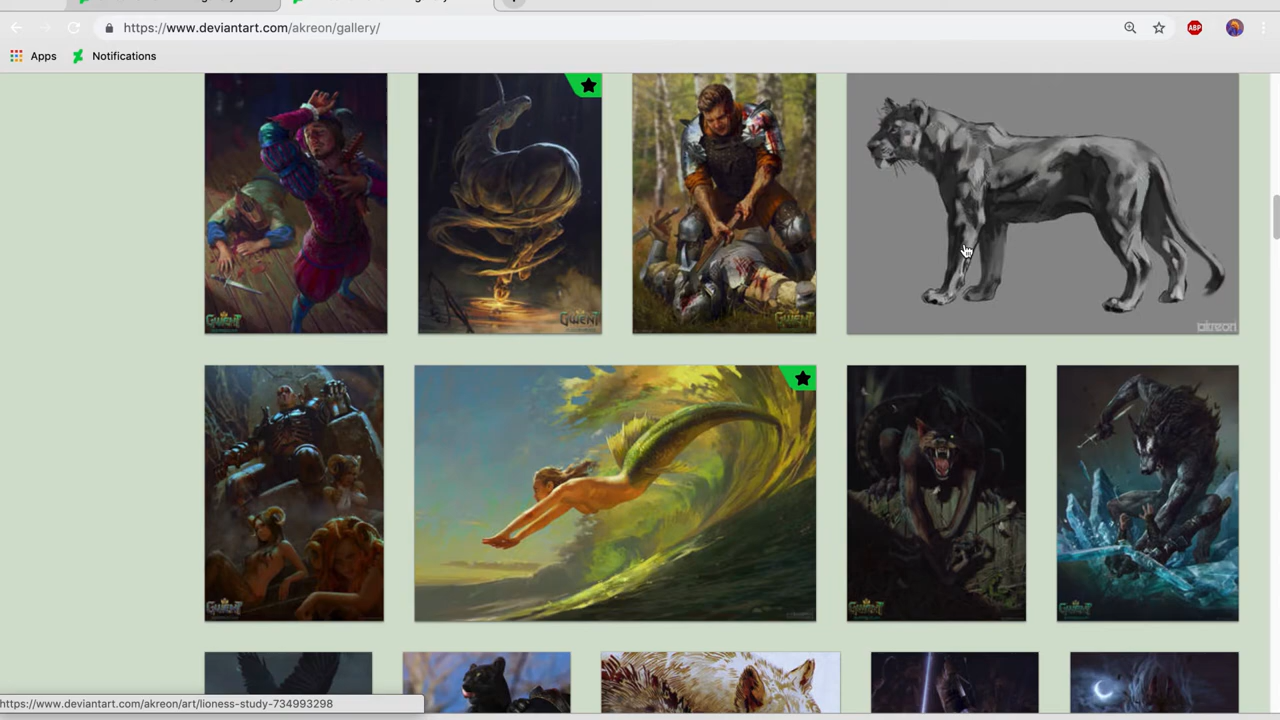 https://www.deviantart.com/akreon/gallery/
ABP
Apps
Notifications
GWENT
GWENT
GWENT
akreon
GWENT
GWENT
GWENT
https://www.deviantart.com/akreon/art/lioness-study-734993298